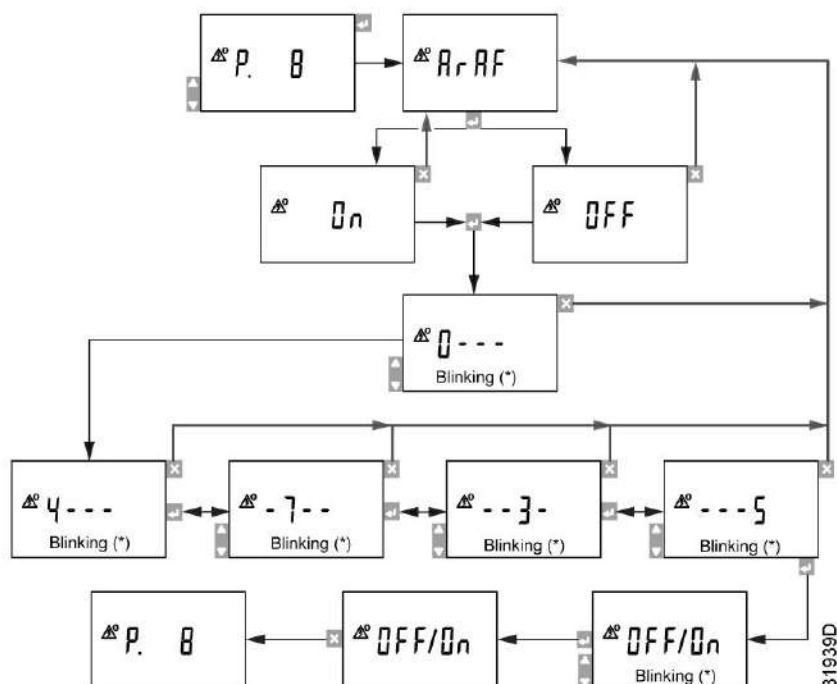 P. 8
ArAF
On
OFF
0---
Blinking (*)
4---
Blinking (*)
-7--
Blinking (*)
--3-
Blinking (*)
---5
Blinking (*)
P. 8
OFF/On
OFF/On
Blinking (*)